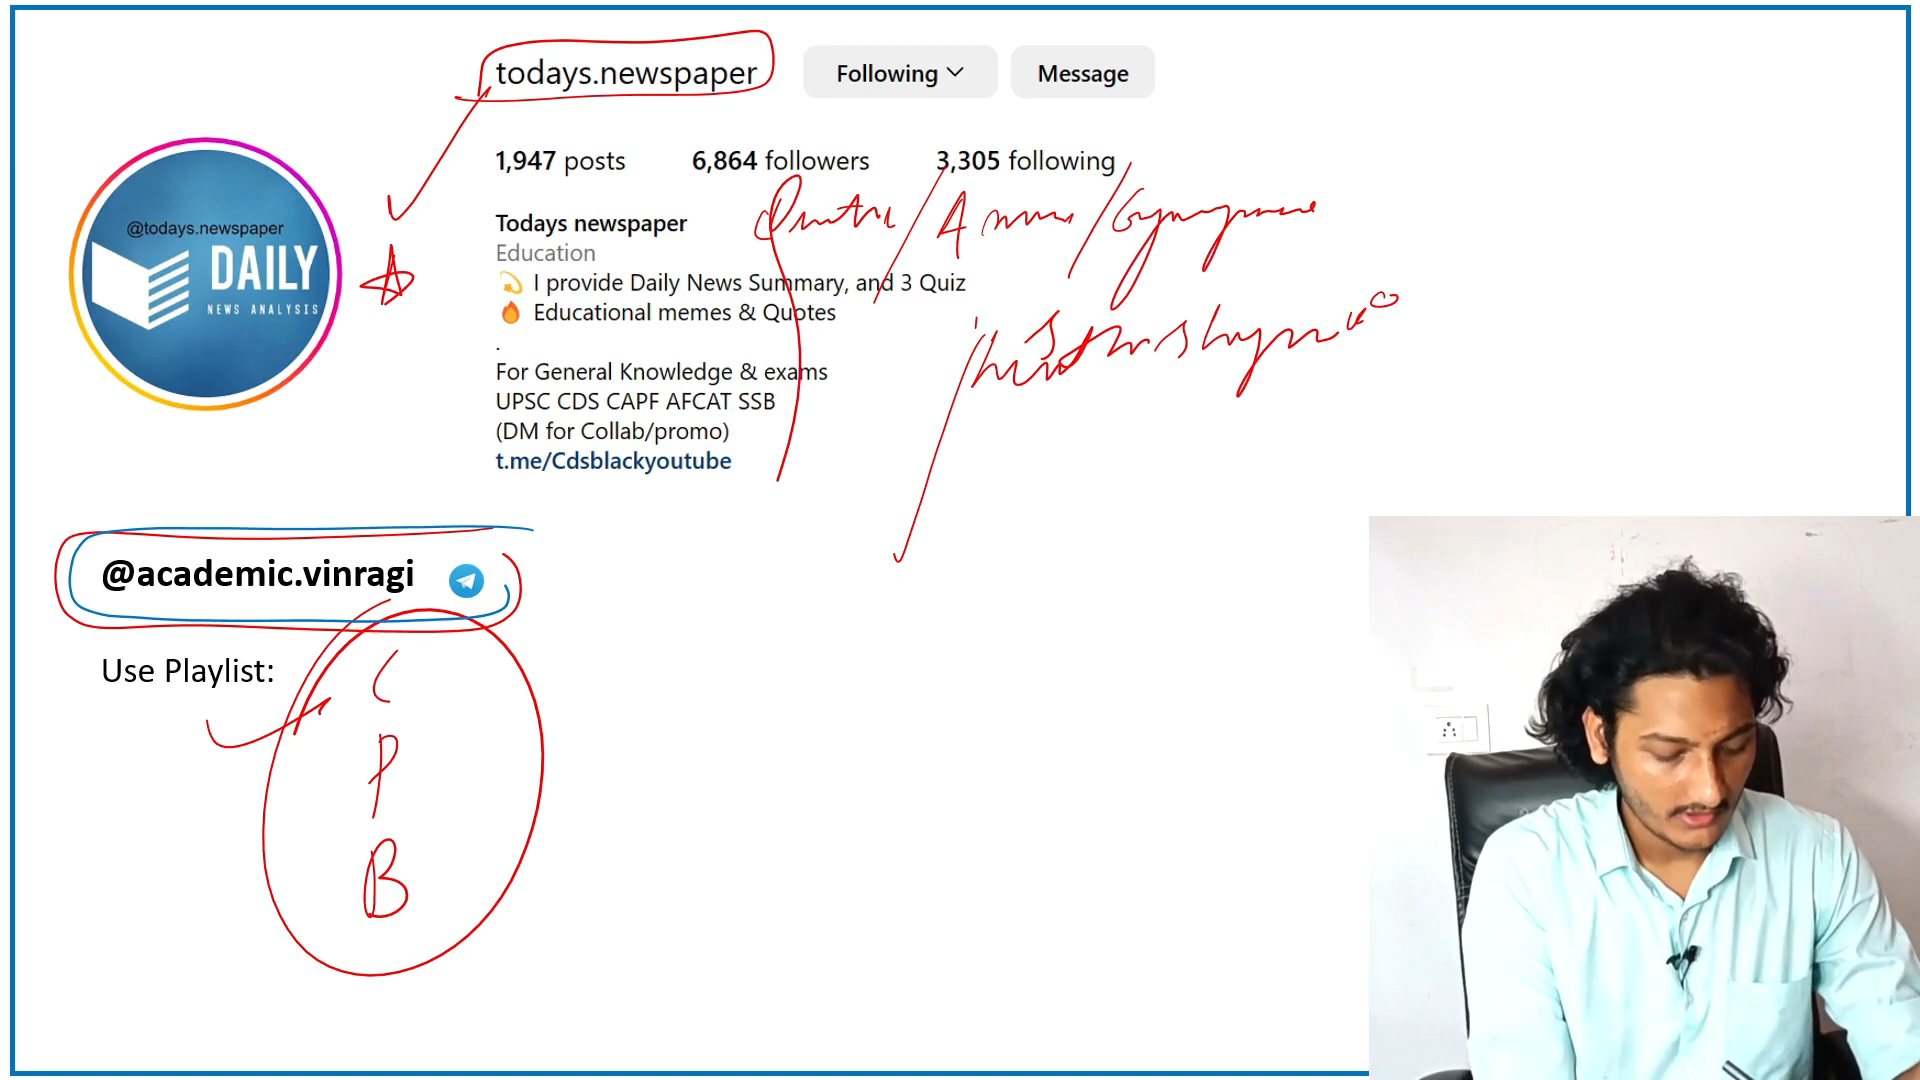 todays.newspaper
Following
Message
1,947 posts
6,864 followers
3,305 following
@todays.newspaper
DAILY
NEWS ANALYSIS
Todays newspaper
Education
I provide Daily News Summary, and 3 Quiz
Educational memes & Quotes
.
For General Knowledge & exams
UPSC CDS CAPF AFCAT SSB
(DM for Collab/promo)
t.me/Cdsblackyoutube
@academic.vinragi
Use Playlist:
C
P
B